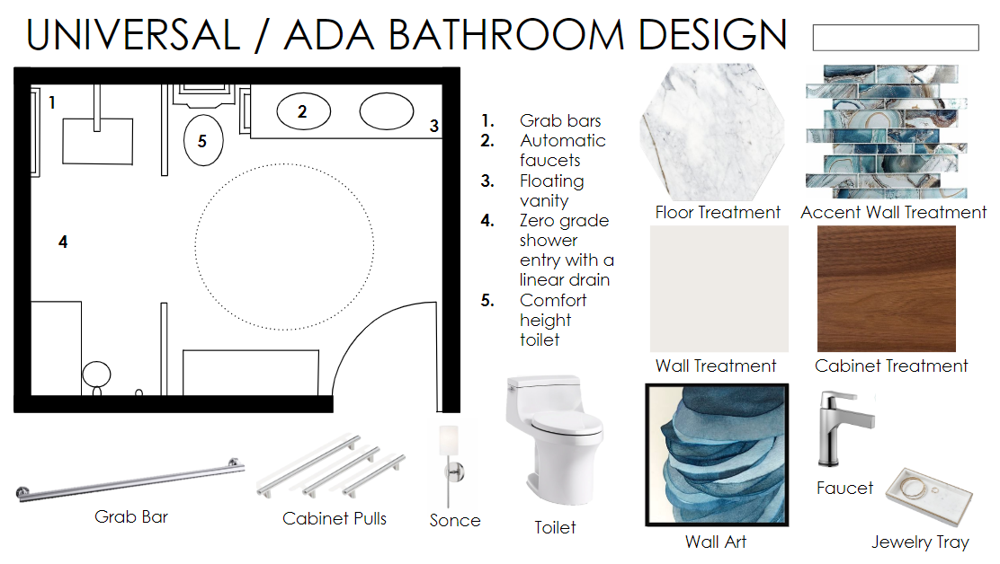 UNIVERSAL / ADA BATHROOM DESIGN
1
2
3
5
4
1. Grab bars
2. Automatic
faucets
3. Floating
vanity
4. Zero grade
shower
entry with a
linear drain
5. Comfort
height
toilet
Floor Treatment
Accent Wall Treatment
Wall Treatment
Cabinet Treatment
Grab Bar
Cabinet Pulls
Sonce
Toilet
Wall Art
Faucet
Jewelry Tray